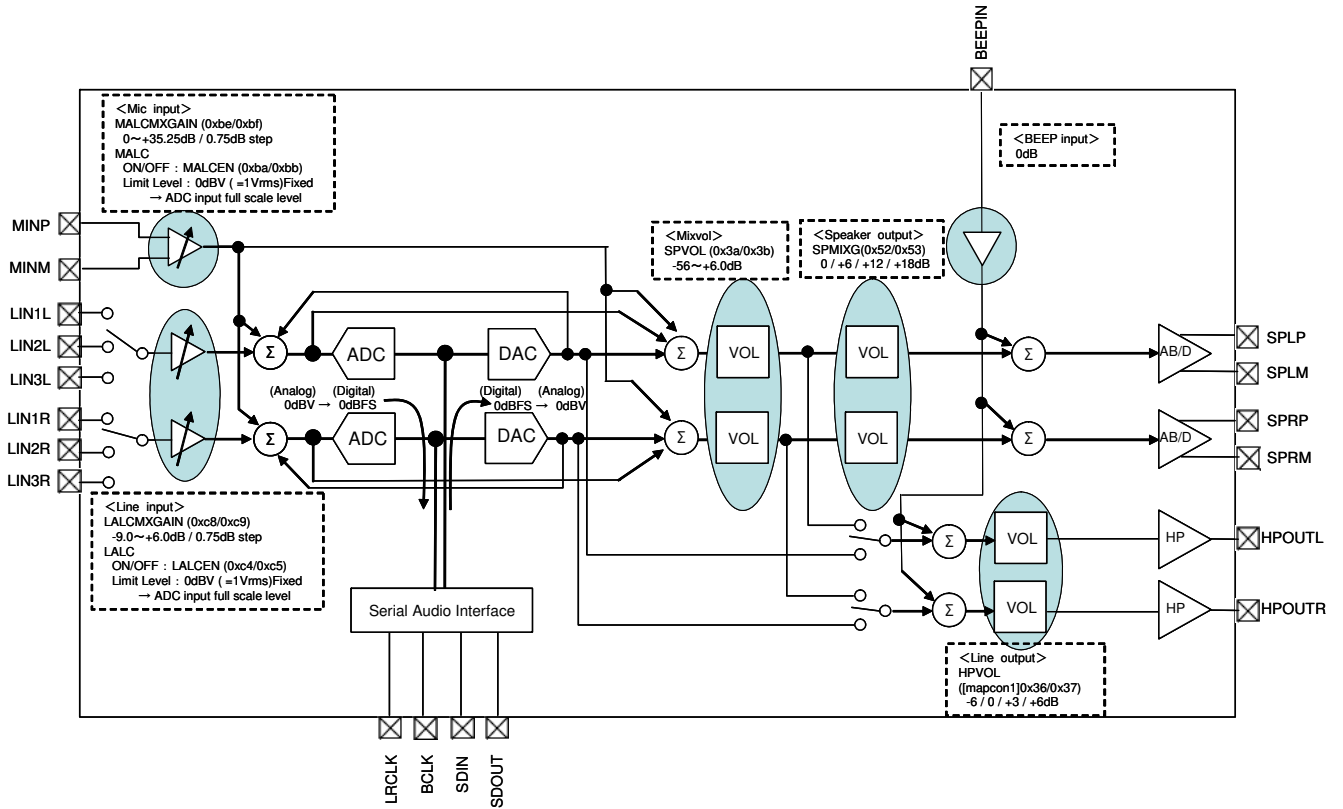 BEEPIN
<Mic input>
MALCMXGAIN (0xbe/0xbf)
0～+35.25dB / 0.75dB step
MALC
ON/OFF : MALCEN (0xba/0xbb)
Limit Level : 0dBV ( =1Vrms)Fixed
→ ADC input full scale level
<BEEP input>
0dB
MINP
MINM
<Mixvol>
SPVOL (0x3a/0x3b)
-56～+6.0dB
<Speaker output>
SPMIXG(0x52/0x53)
0 / +6 / +12 / +18dB
LIN1L
LIN2L
LIN3L
LIN1R
LIN2R
LIN3R
Σ
ADC
DAC
Σ
VOL
VOL
Σ
AB/D
SPLP
SPLM
(Analog) (Digital)
0dBV → 0dBFS
(Digital) (Analog)
0dBFS → 0dBV
Σ
ADC
DAC
Σ
VOL
VOL
Σ
AB/D
SPRP
SPRM
<Line input>
LALCMXGAIN (0xc8/0xc9)
-9.0～+6.0dB / 0.75dB step
LALC
ON/OFF : LALCEN (0xc4/0xc5)
Limit Level : 0dBV ( =1Vrms)Fixed
→ ADC input full scale level
Σ
VOL
HP
HPOUTL
Serial Audio Interface
Σ
VOL
HP
HPOUTR
<Line output>
HPVOL
([mapcon1]0x36/0x37)
-6 / 0 / +3 / +6dB
LRCLK
BCLK
SDIN
SDOUT